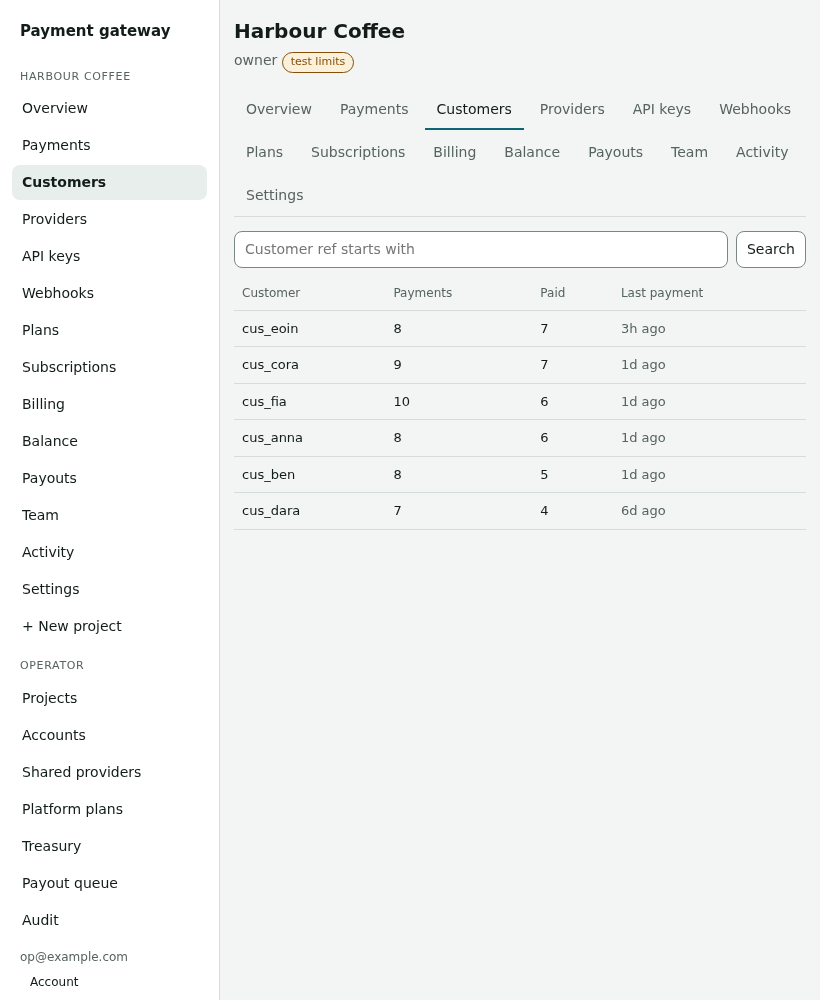 Payment gateway
HARBOUR COFFEE
Overview
Payments
Customers
Providers
API keys
Webhooks
Plans
Subscriptions
Billing
Balance
Payouts
Team
Activity
Settings
+ New project
OPERATOR
Projects
Accounts
Shared providers
Platform plans
Treasury
Payout queue
Audit
op@example.com
Account
Harbour Coffee
owner test limits
Overview Payments Customers Providers API keys Webhooks
Plans Subscriptions Billing Balance Payouts Team Activity
Settings
Customer ref starts with Search
Customer Payments Paid Last payment
cus_eoin 8 7 3h ago
cus_cora 9 7 1d ago
cus_fia 10 6 1d ago
cus_anna 8 6 1d ago
cus_ben 8 5 1d ago
cus_dara 7 4 6d ago